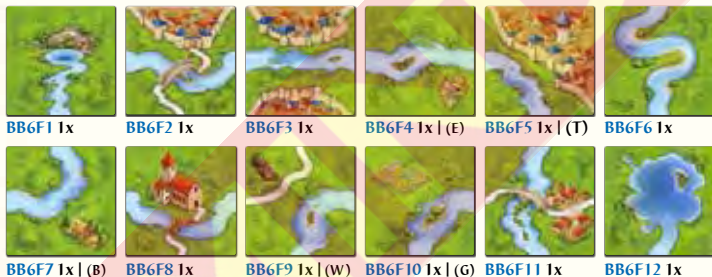 BB6F1 1x BB6F2 1x BB6F3 1x BB6F4 1x | (E) BB6F5 1x | (T) BB6F6 1x
BB6F7 1x | (B) BB6F8 1x BB6F9 1x | (W) BB6F10 1x | (G) BB6F11 1x BB6F12 1x